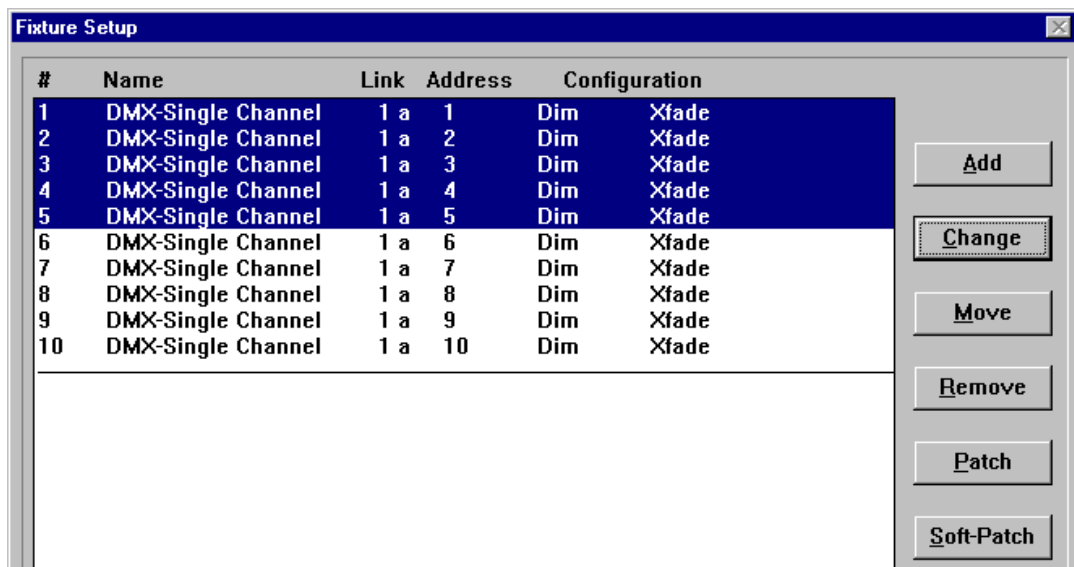 Fixture Setup
# Name Link Address Configuration
1 DMX-Single Channel 1 a 1 Dim Xfade
2 DMX-Single Channel 1 a 2 Dim Xfade
3 DMX-Single Channel 1 a 3 Dim Xfade
4 DMX-Single Channel 1 a 4 Dim Xfade
5 DMX-Single Channel 1 a 5 Dim Xfade
6 DMX-Single Channel 1 a 6 Dim Xfade
7 DMX-Single Channel 1 a 7 Dim Xfade
8 DMX-Single Channel 1 a 8 Dim Xfade
9 DMX-Single Channel 1 a 9 Dim Xfade
10 DMX-Single Channel 1 a 10 Dim Xfade
Add
Change
Move
Remove
Patch
Soft-Patch